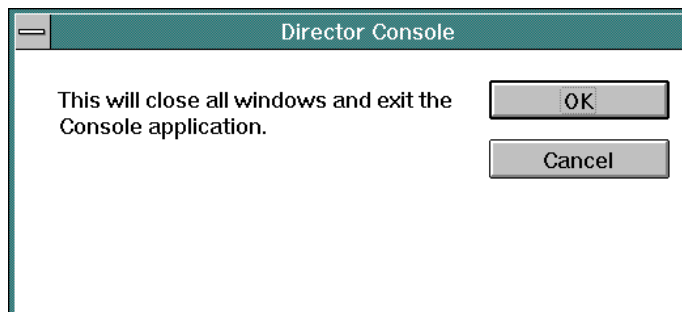 Director Console
This will close all windows and exit the
Console application.
OK
Cancel